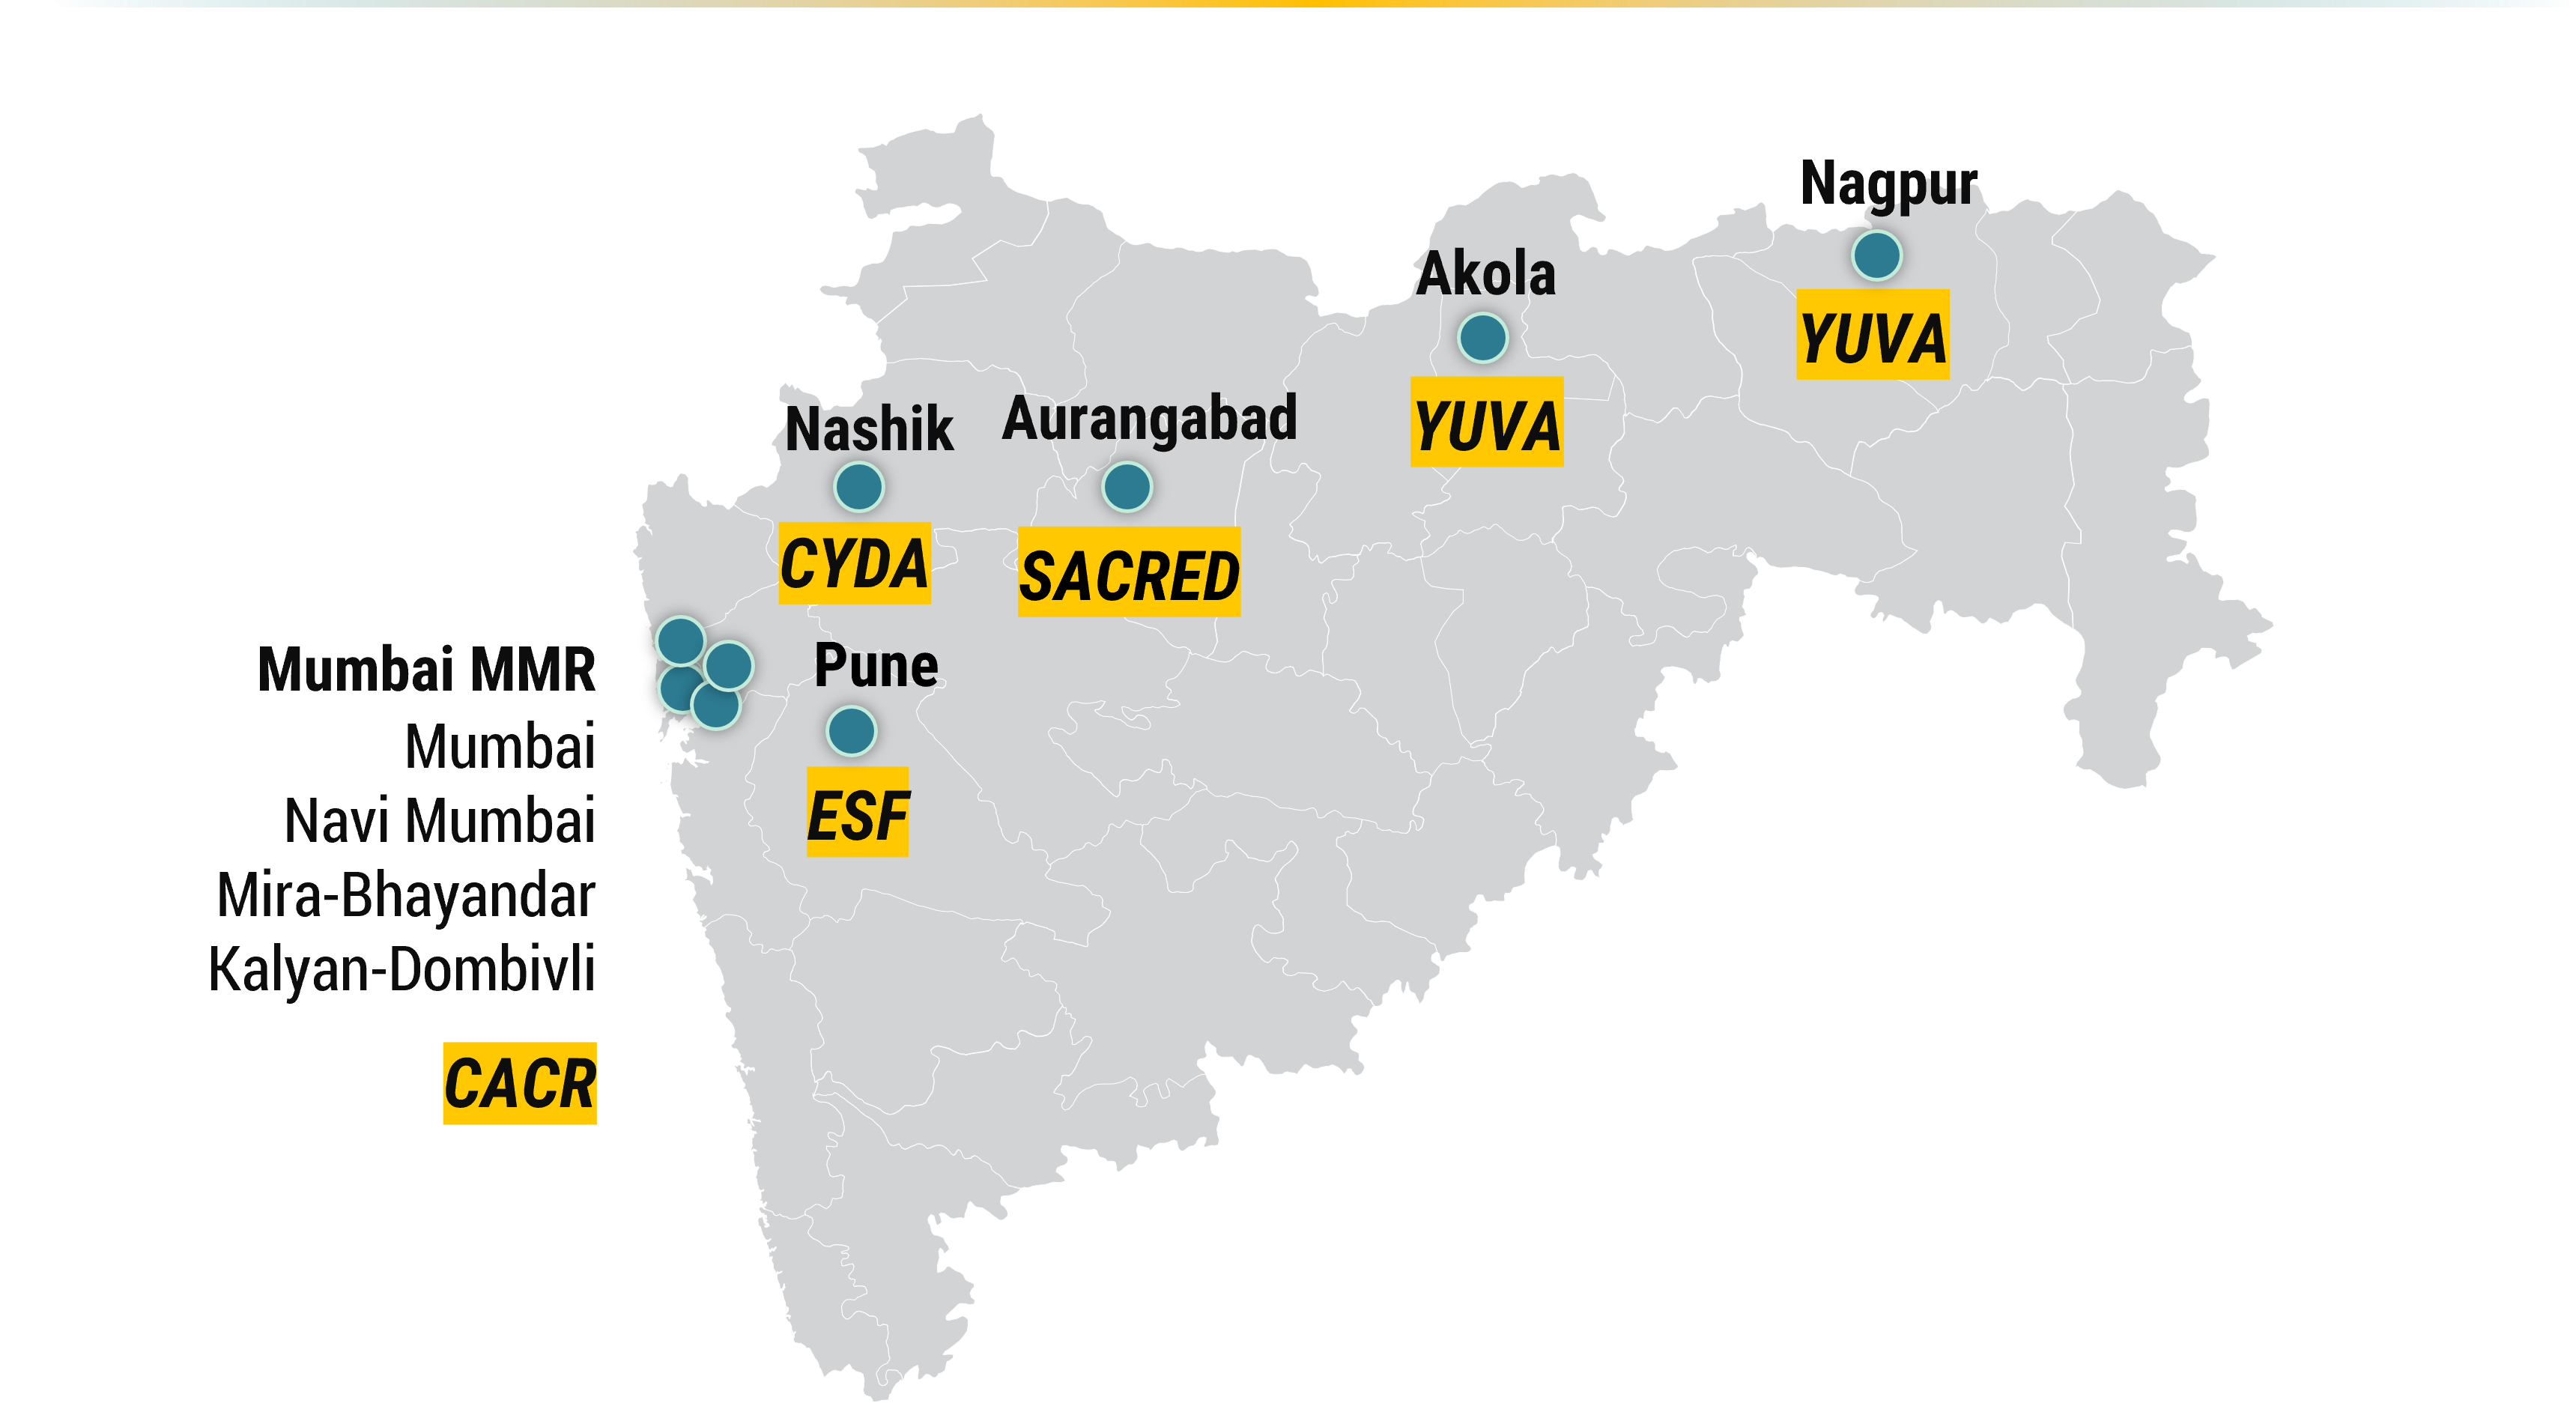 Nagpur
YUVA
Akola
YUVA
Nashik
CYDA
Aurangabad
SACRED
Pune
ESF
Mumbai MMR
Mumbai
Navi Mumbai
Mira-Bhayandar
Kalyan-Dombivli
CACR